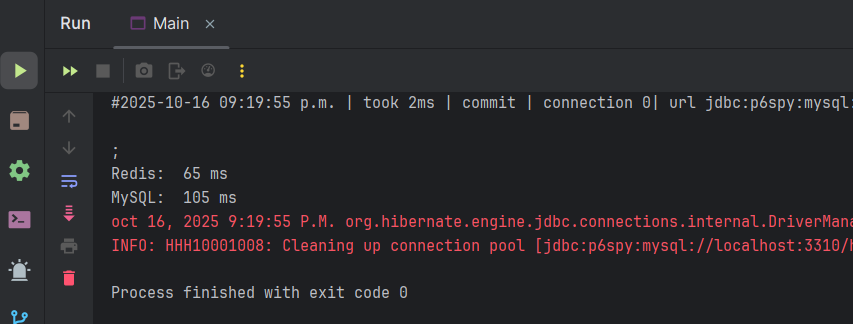 Run Main
#2025-10-16 09:19:55 p.m. | took 2ms | commit | connection 0| url jdbc:p6spy:mysql:
;
Redis:  65 ms
MySQL:  105 ms
oct 16, 2025 9:19:55 P.M. org.hibernate.engine.jdbc.connections.internal.DriverMana
INFO: HHH10001008: Cleaning up connection pool [jdbc:p6spy:mysql://localhost:3310/h
Process finished with exit code 0